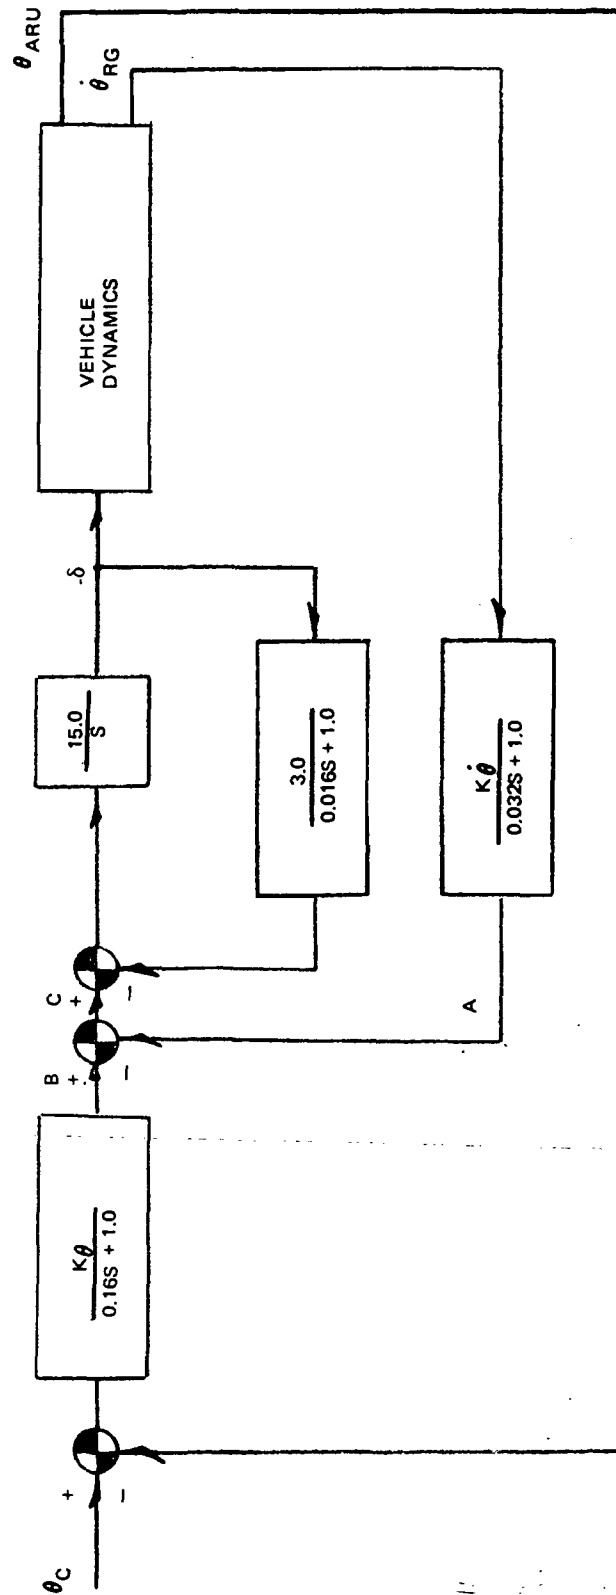 θC
+
−
Kθ
0.16S + 1.0
B
+
−
C
+
−
15.0
S
-δ
VEHICLE
DYNAMICS
θARU
θ̇RG
3.0
0.016S + 1.0
Kθ̇
0.032S + 1.0
A